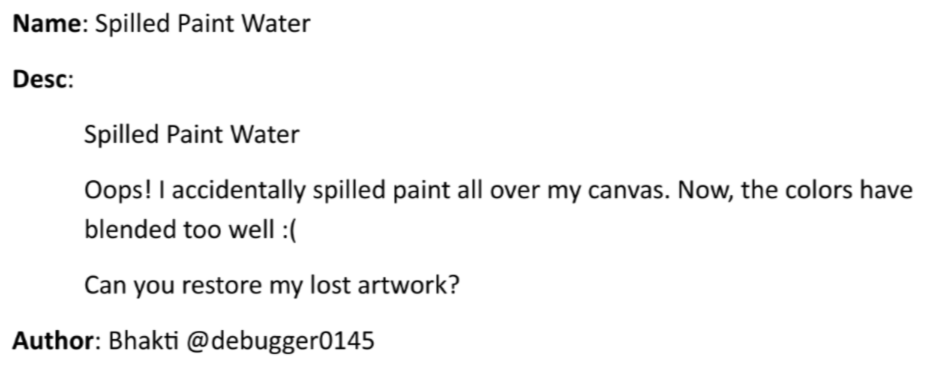 Name: Spilled Paint Water
Desc:
Spilled Paint Water
Oops! I accidentally spilled paint all over my canvas. Now, the colors have
blended too well :(
Can you restore my lost artwork?
Author: Bhakti @debugger0145